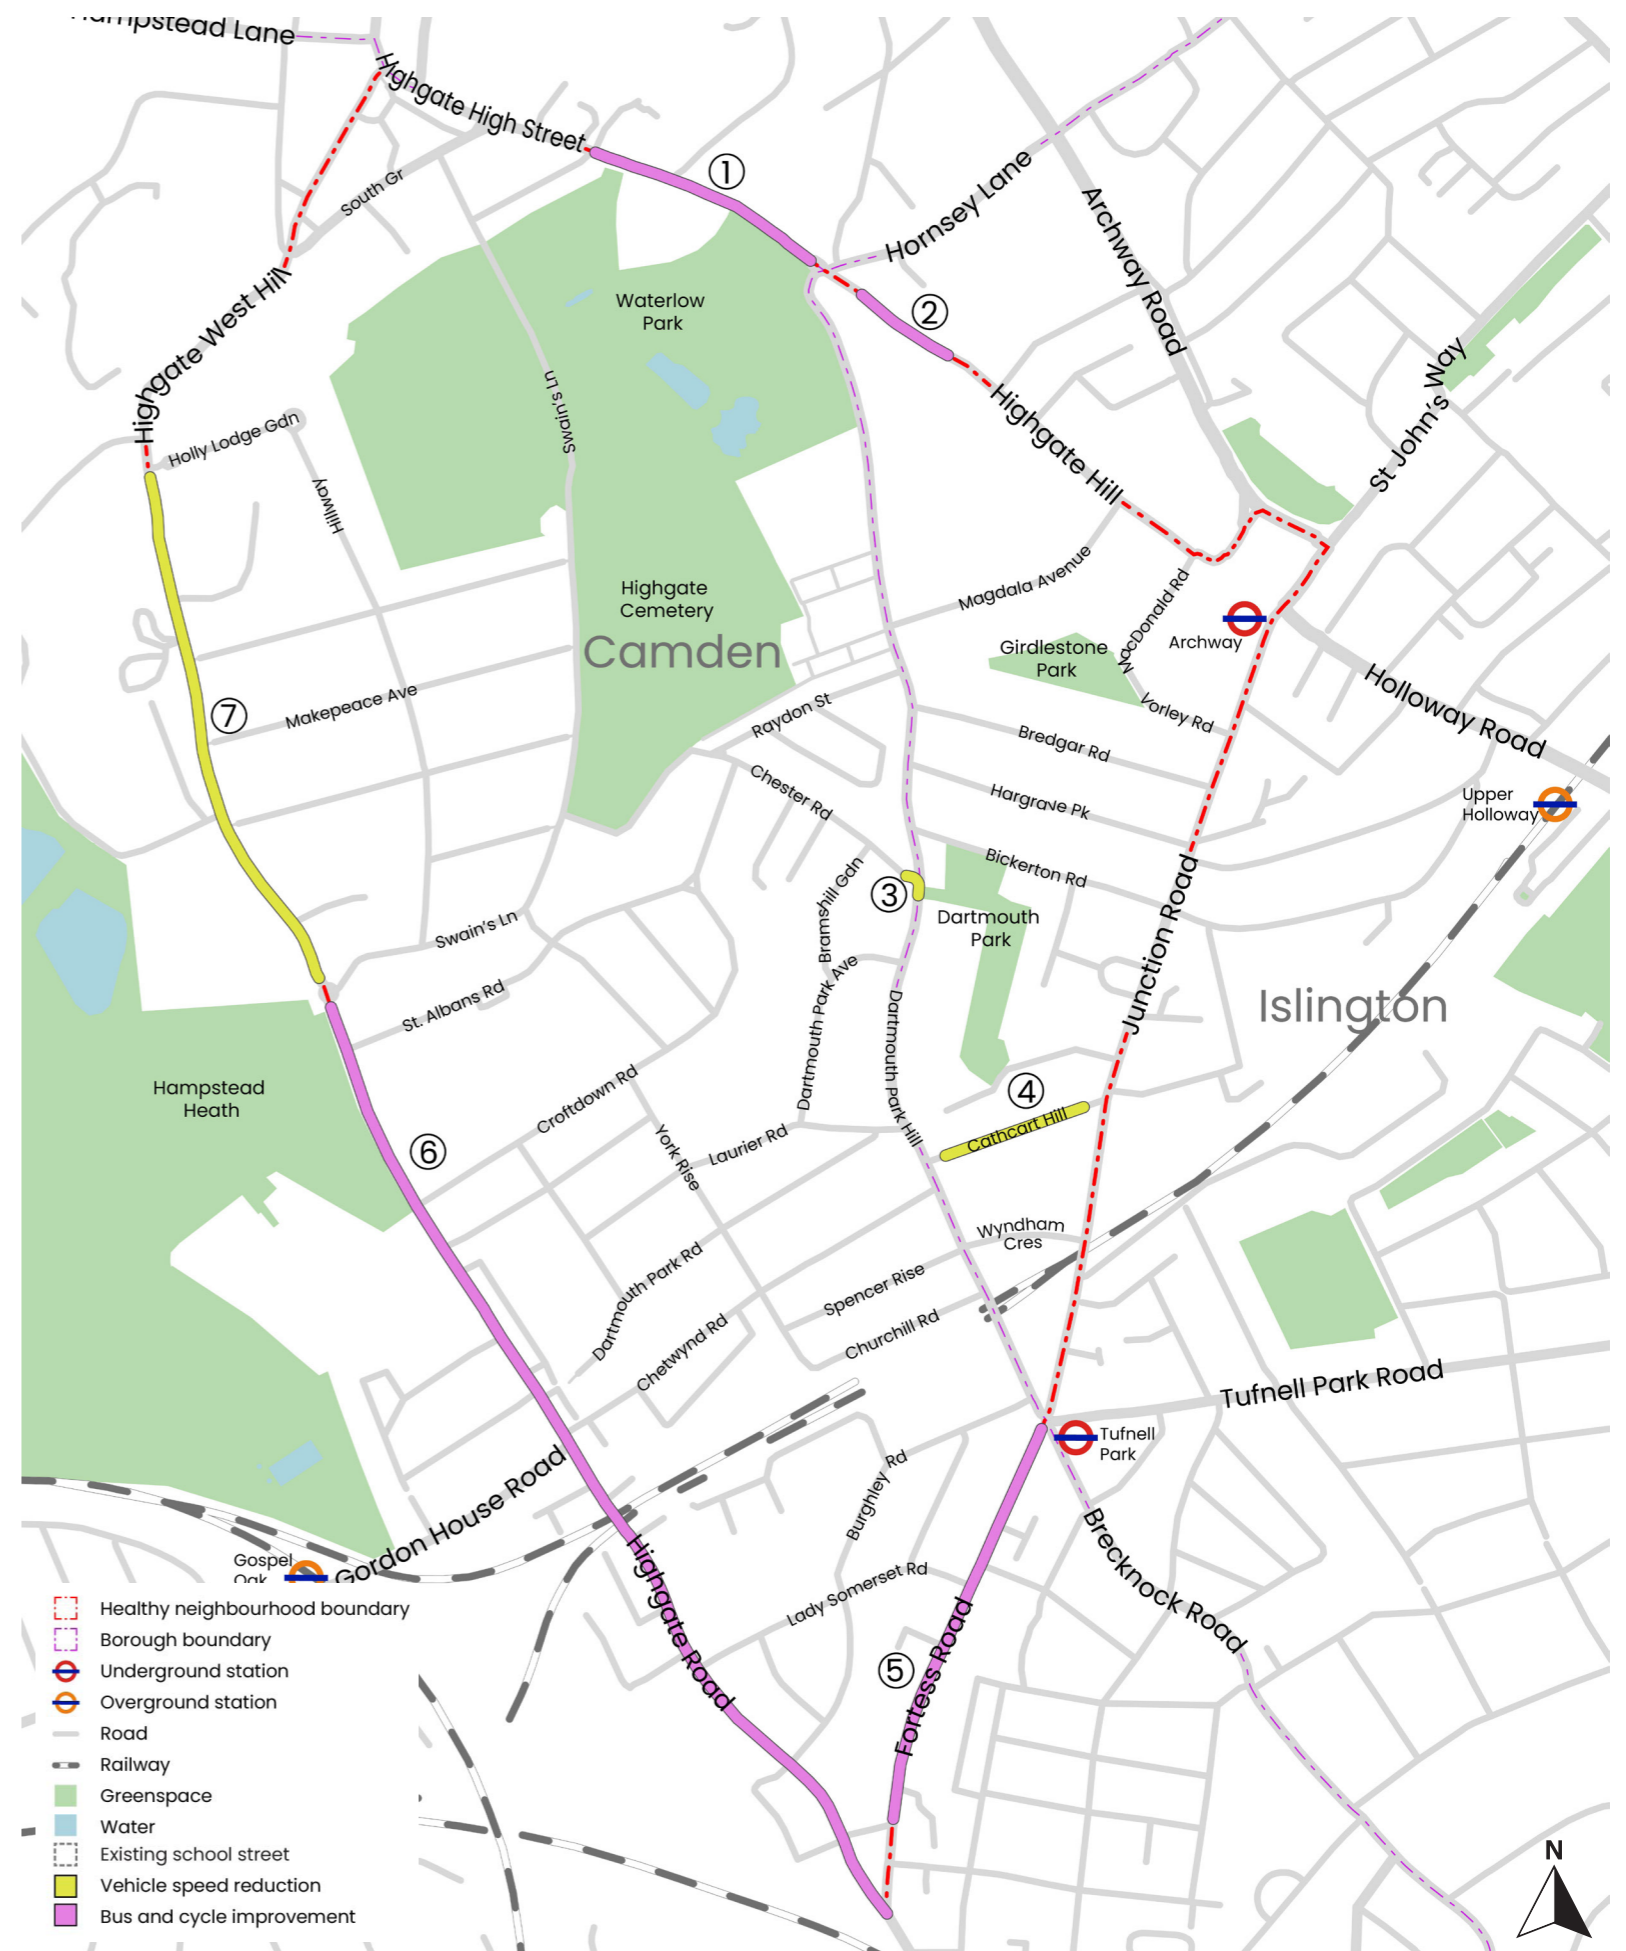 Hampstead Lane
Highgate High Street
①
South Gr
Hornsey Lane
Archway Road
Highgate West Hill
Waterlow
Park
②
St John's Way
Swain's Ln
Holly Lodge Gdn
Hillway
Highgate Hill
Highgate
Cemetery
Camden
Magdala Avenue
MacDonald Rd
Archway
Girdlestone
Park
Vorley Rd
Holloway Road
⑦
Makepeace Ave
Raydon St
Bredgar Rd
Chester Rd
Hargrave Pk
Upper
Holloway
Bickerton Rd
③
Bramshill Gdn
Dartmouth
Park
Junction Road
Swain's Ln
St. Albans Rd
Dartmouth Park Ave
Dartmouth Park Hill
Islington
Hampstead
Heath
④
Cathcart Hill
Croftdown Rd
York Rise
Laurier Rd
⑥
Wyndham
Cres
Dartmouth Park Rd
Spencer Rise
Churchill Rd
Chetwynd Rd
Tufnell Park Road
Tufnell
Park
Burghley Rd
Gordon House Road
Gospel
Oak
Highgate Road
Lady Somerset Rd
Brecknock Road
⑤
Fortess Road
Healthy neighbourhood boundary
Borough boundary
Underground station
Overground station
Road
Railway
Greenspace
Water
Existing school street
Vehicle speed reduction
Bus and cycle improvement
N